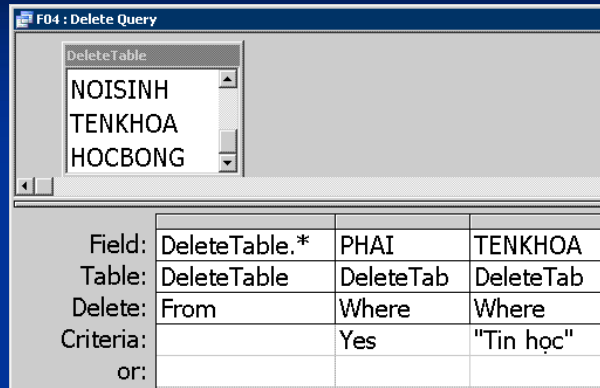 F04 : Delete Query
DeleteTable
NOISINH
TENKHOA
HOCBONG
Field: DeleteTable.* PHAI TENKHOA
Table: DeleteTable DeleteTab DeleteTab
Delete: From Where Where
Criteria: Yes "Tin học"
or: